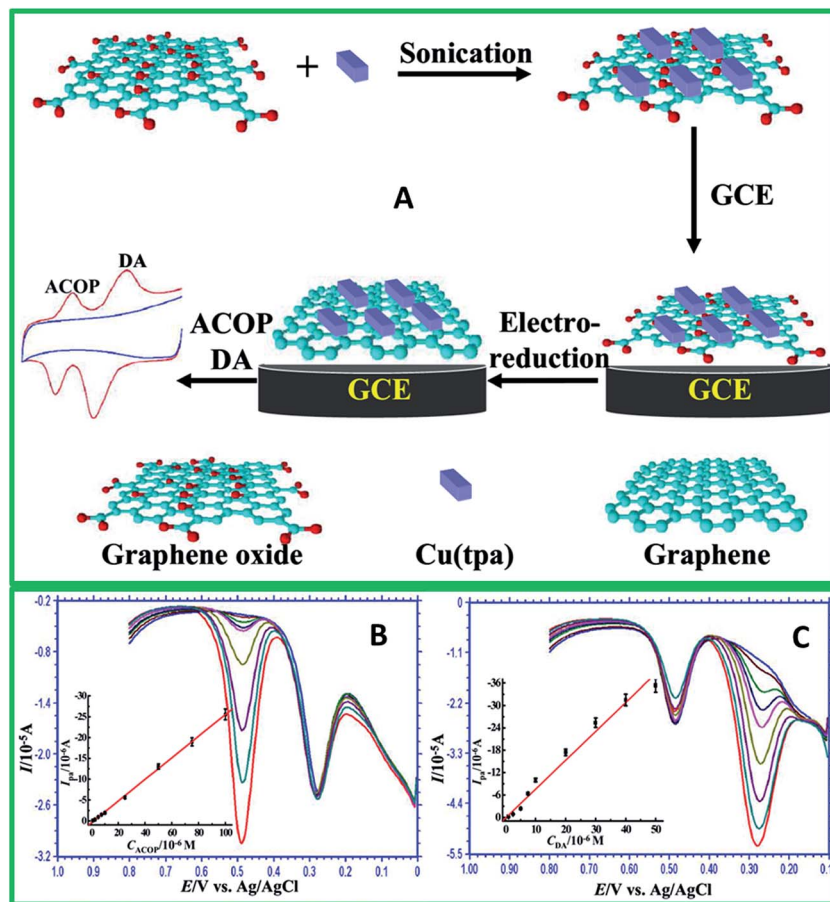 +
Sonication
A
GCE
DA
ACOP
ACOP
DA
Electro-
reduction
GCE
GCE
Graphene oxide
Cu(tpa)
Graphene
B
I/10⁻⁵A
-0.2
-0.8
-1.4
-2.0
-2.6
-3.2
I_pa/10⁻⁶A
-30
-25
-20
-15
-10
-5
0
0 20 40 60 80 100
C_ACOP/10⁻⁶ M
1.0 0.9 0.8 0.7 0.6 0.5 0.4 0.3 0.2 0.1 0
E/V vs. Ag/AgCl
C
I/10⁻⁵A
0
-1.1
-2.2
-3.3
-4.4
-5.5
I_pa/10⁻⁶A
-36
-30
-24
-18
-12
-6
0
0 10 20 30 40 50
C_DA/10⁻⁶ M
1.00 0.90 0.80 0.70 0.60 0.50 0.40 0.30 0.20 0.10
E/V vs. Ag/AgCl